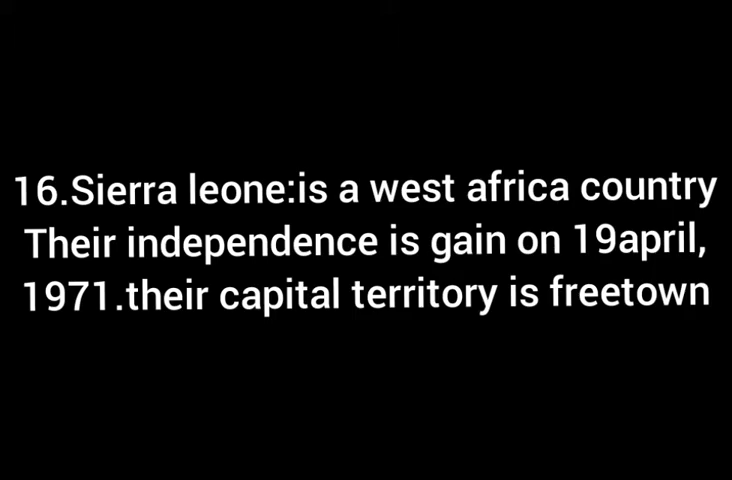 16.Sierra leone:is a west africa country
Their independence is gain on 19april,
1971.their capital territory is freetown